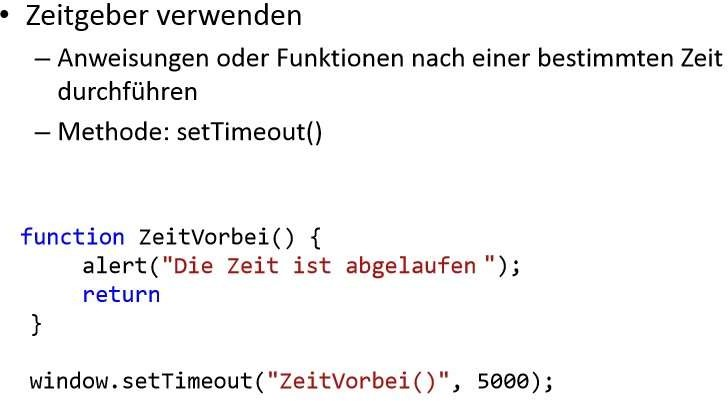 • Zeitgeber verwenden
– Anweisungen oder Funktionen nach einer bestimmten Zeit
durchführen
– Methode: setTimeout()
function ZeitVorbei() {
alert("Die Zeit ist abgelaufen ");
return
}
window.setTimeout("ZeitVorbei()", 5000);